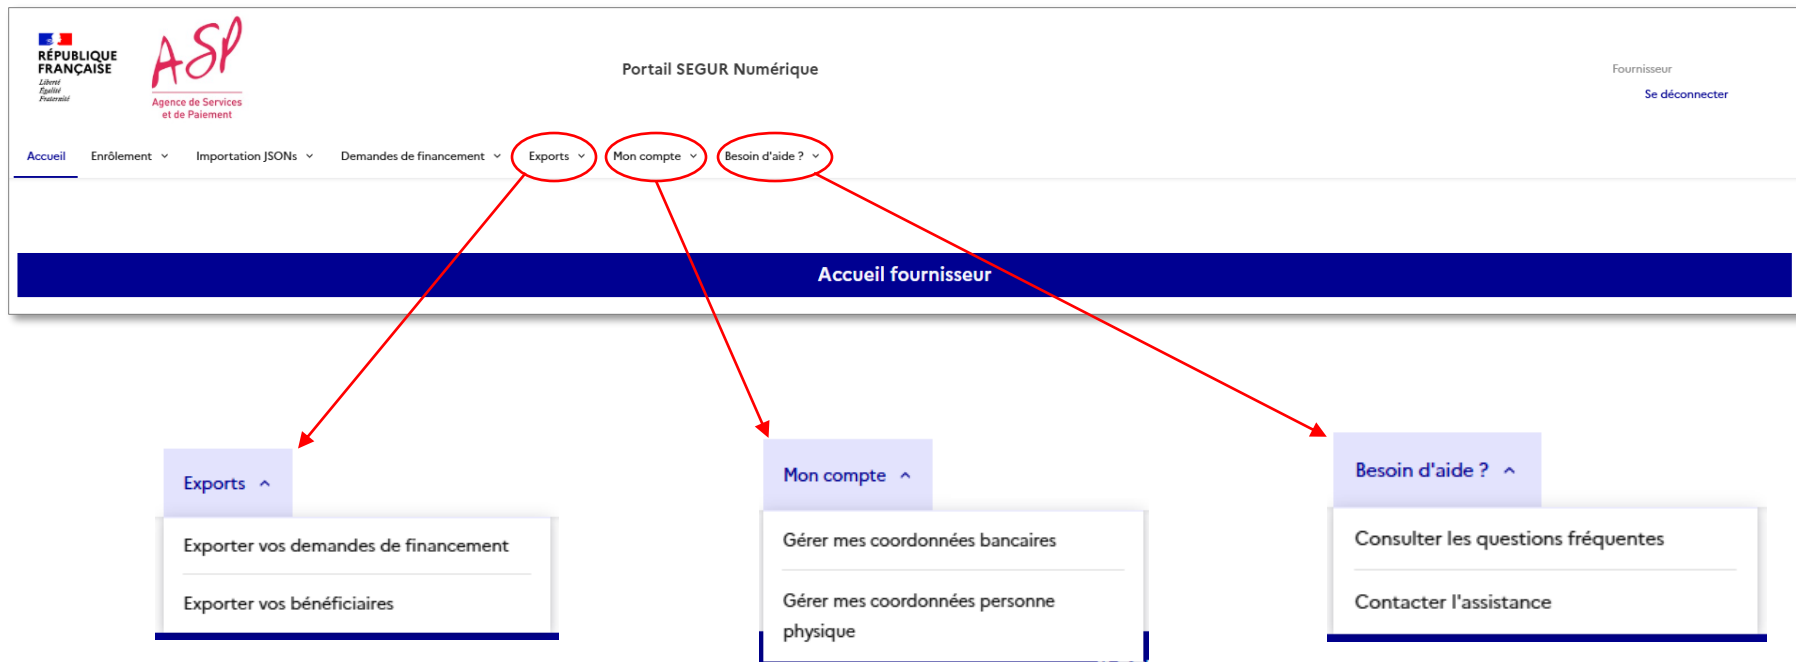 RÉPUBLIQUE
FRANÇAISE
Liberté
Égalité
Fraternité
ASP
Agence de Services
et de Paiement
Portail SEGUR Numérique
Fournisseur
Se déconnecter
Accueil Enrôlement Importation JSONs Demandes de financement Exports Mon compte Besoin d'aide ?
Accueil fournisseur
Exports
Exporter vos demandes de financement
Exporter vos bénéficiaires
Mon compte
Gérer mes coordonnées bancaires
Gérer mes coordonnées personne
physique
Besoin d'aide ?
Consulter les questions fréquentes
Contacter l'assistance